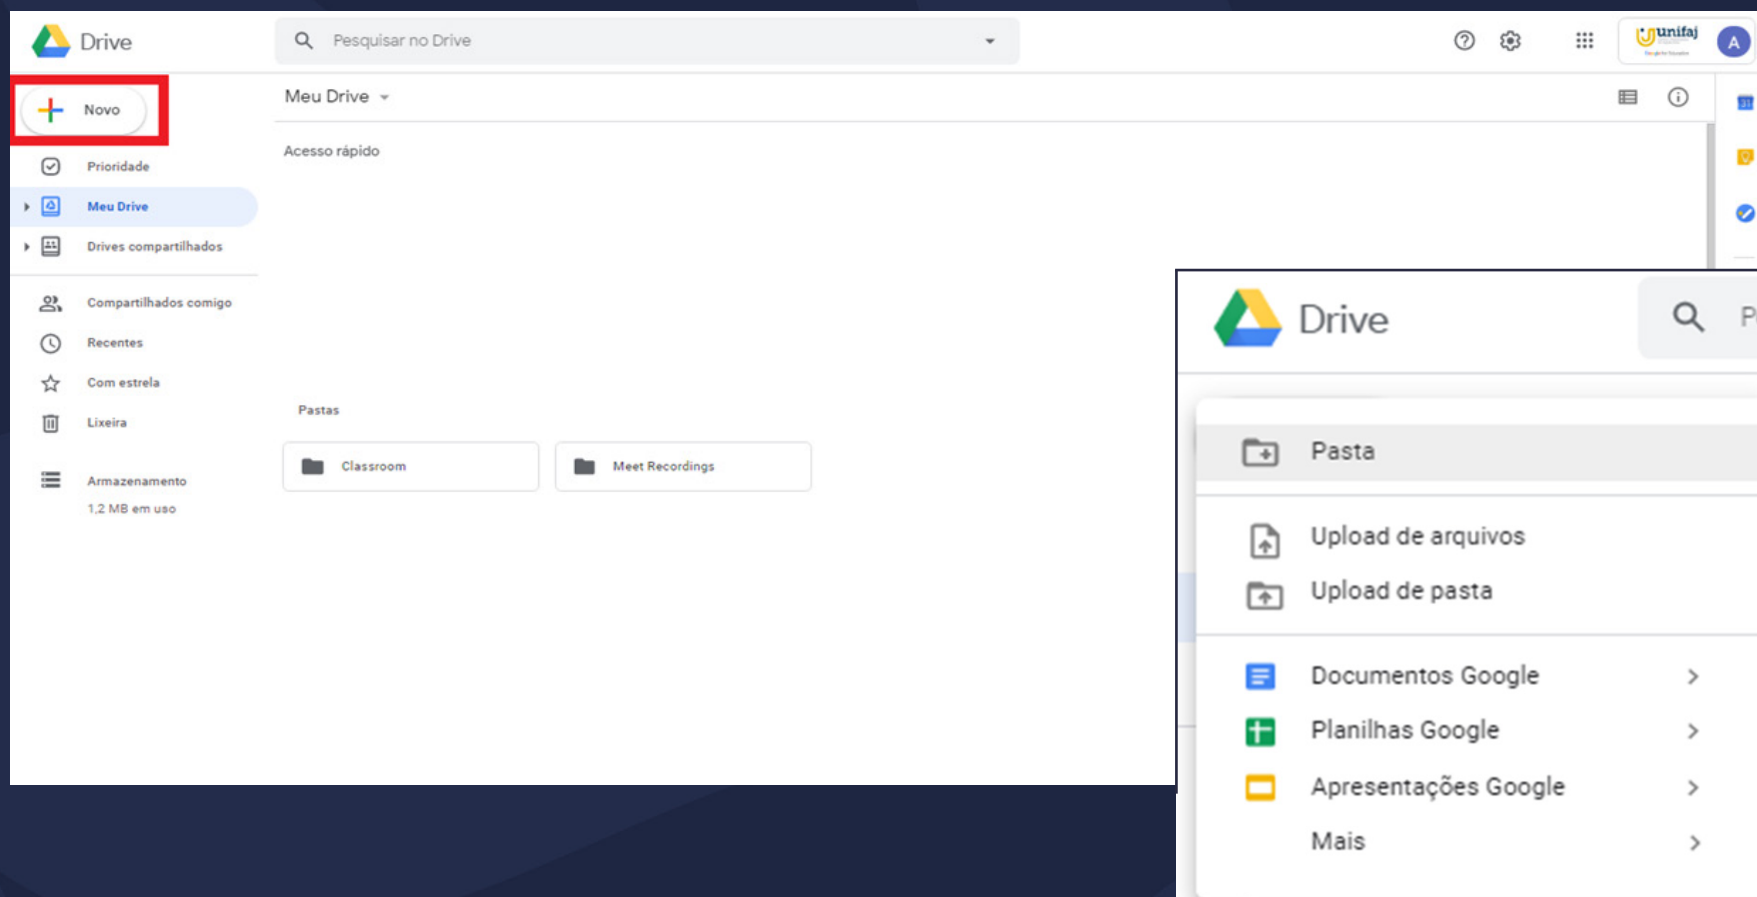 Drive
Pesquisar no Drive
unifaj
A
Novo
Meu Drive
Acesso rápido
Prioridade
Meu Drive
Drives compartilhados
Compartilhados comigo
Recentes
Com estrela
Lixeira
Armazenamento
1,2 MB em uso
Pastas
Classroom
Meet Recordings
31
Drive
Pasta
Upload de arquivos
Upload de pasta
Documentos Google
Planilhas Google
Apresentações Google
Mais